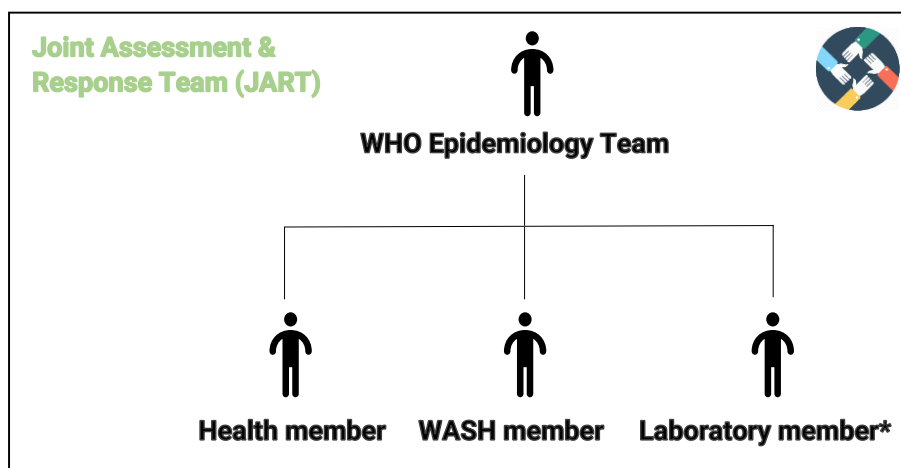 Joint Assessment &
Response Team (JART)
WHO Epidemiology Team
Health member
WASH member
Laboratory member*